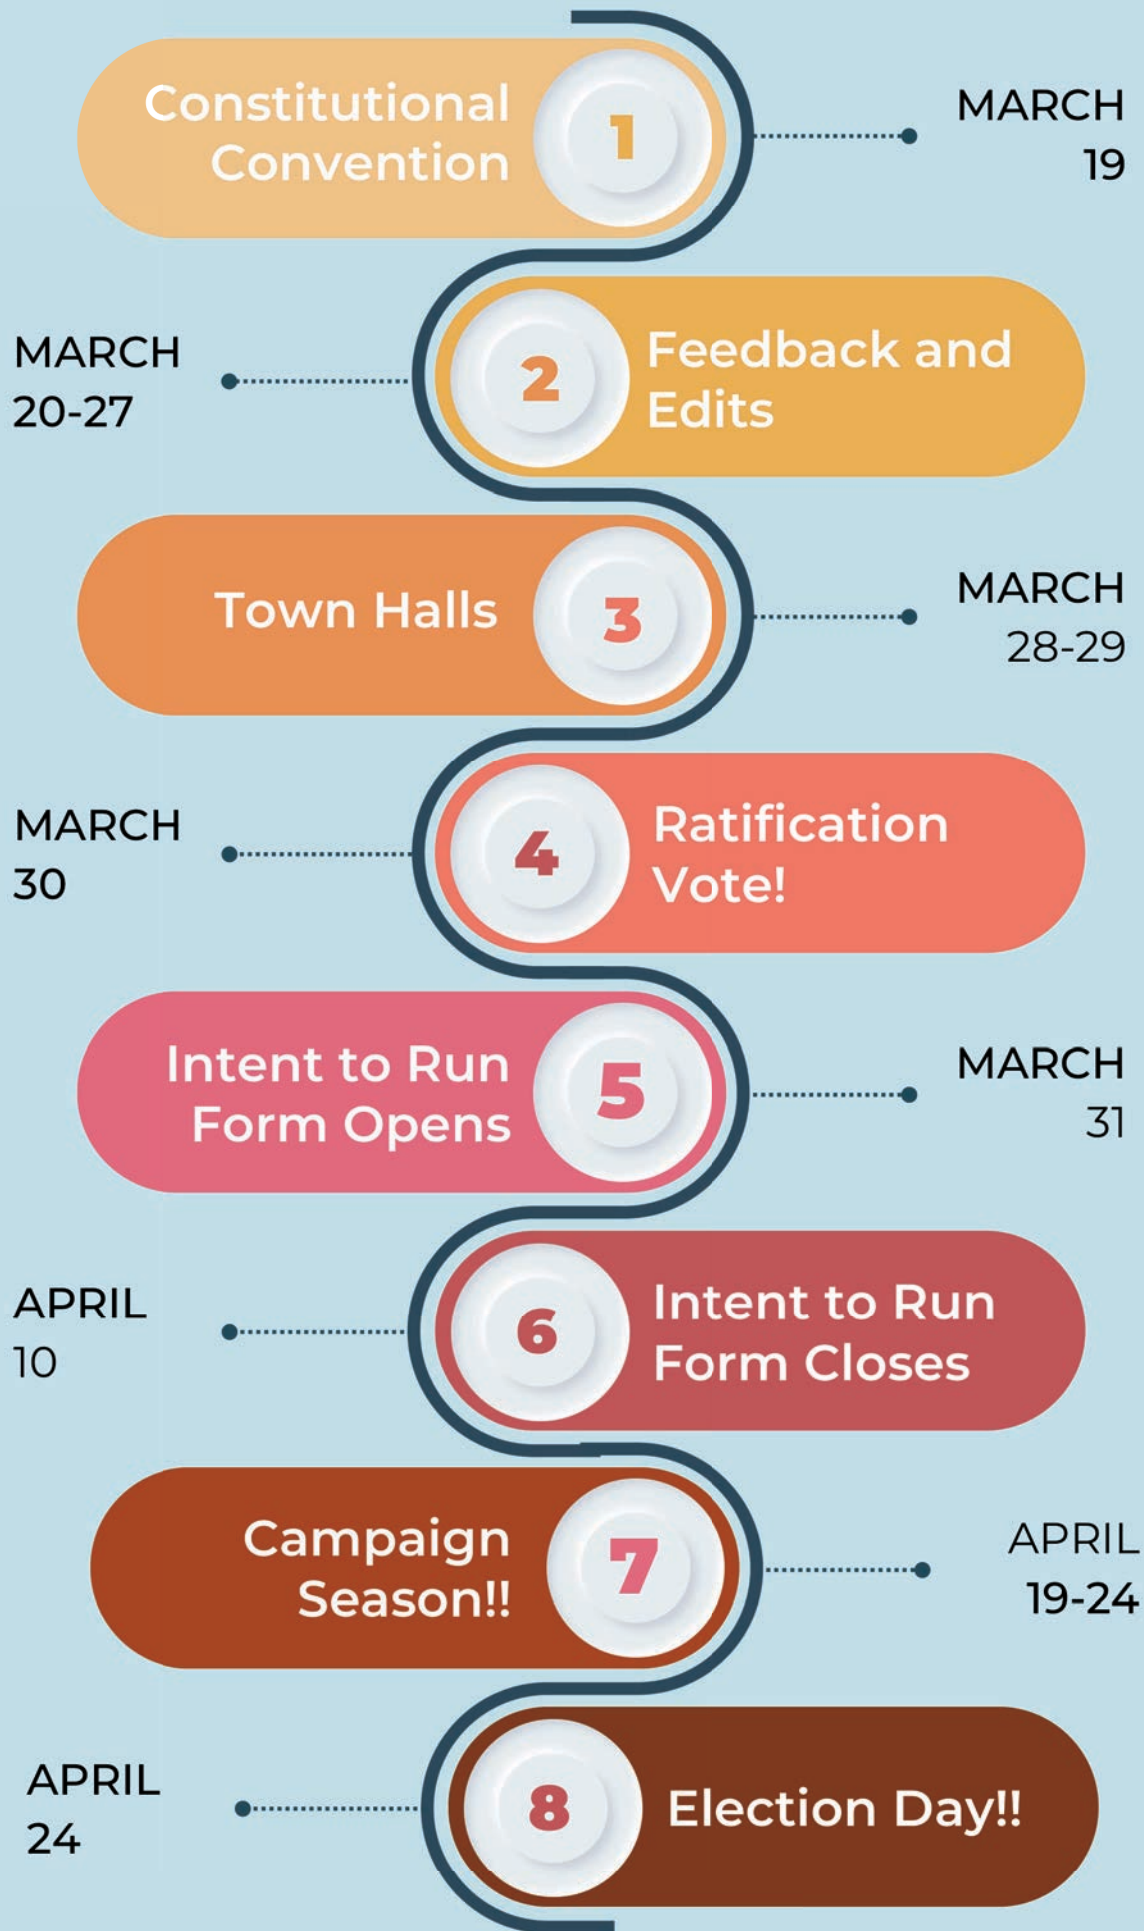 Constitutional
Convention
1
MARCH
19
MARCH
20-27
2
Feedback and
Edits
Town Halls
3
MARCH
28-29
MARCH
30
4
Ratification
Vote!
Intent to Run
Form Opens
5
MARCH
31
APRIL
10
6
Intent to Run
Form Closes
Campaign
Season!!
7
APRIL
19-24
APRIL
24
8
Election Day!!